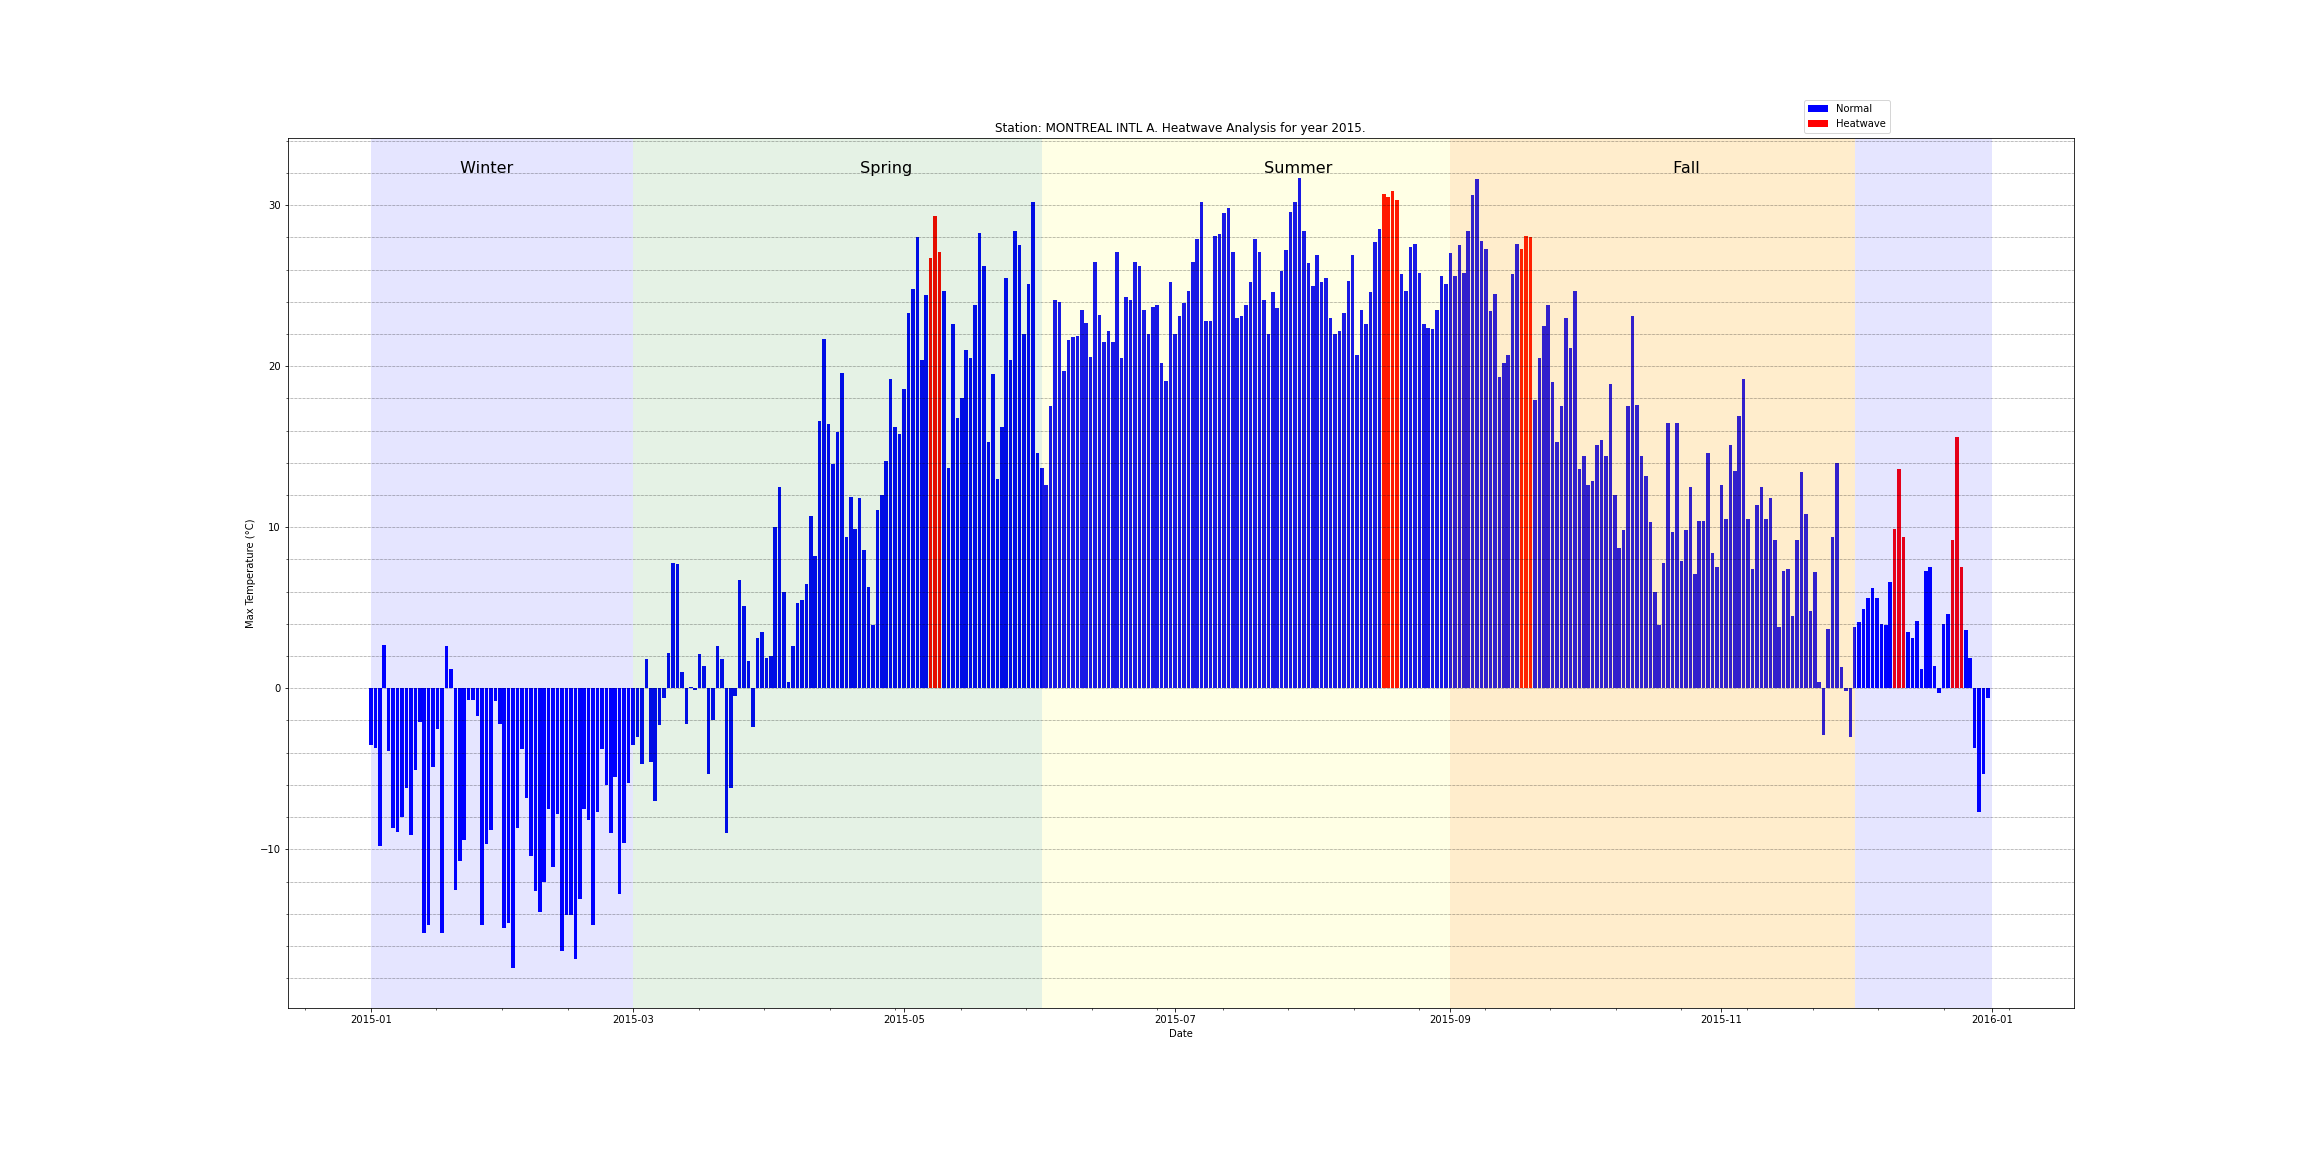 Normal
Heatwave
Station: MONTREAL INTL A. Heatwave Analysis for year 2015.
Winter Spring Summer Fall
30
20
10
0
−10
Max Temperature (°C)
2015-01 2015-03 2015-05 2015-07 2015-09 2015-11 2016-01
Date